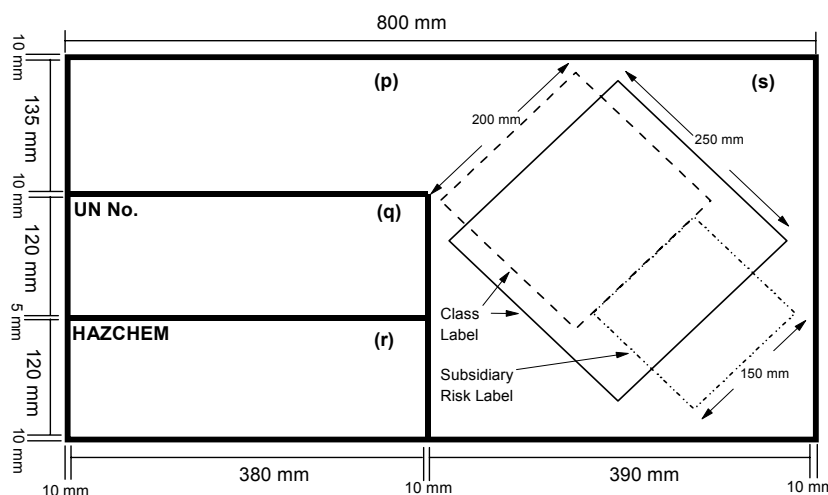 800 mm
10 mm
(p)
(s)
135 mm
200 mm
250 mm
10 mm
UN No.
(q)
120 mm
5 mm
Class
Label
HAZCHEM
(r)
120 mm
Subsidiary
Risk Label
150 mm
10 mm
380 mm
390 mm
10 mm
10 mm
10 mm